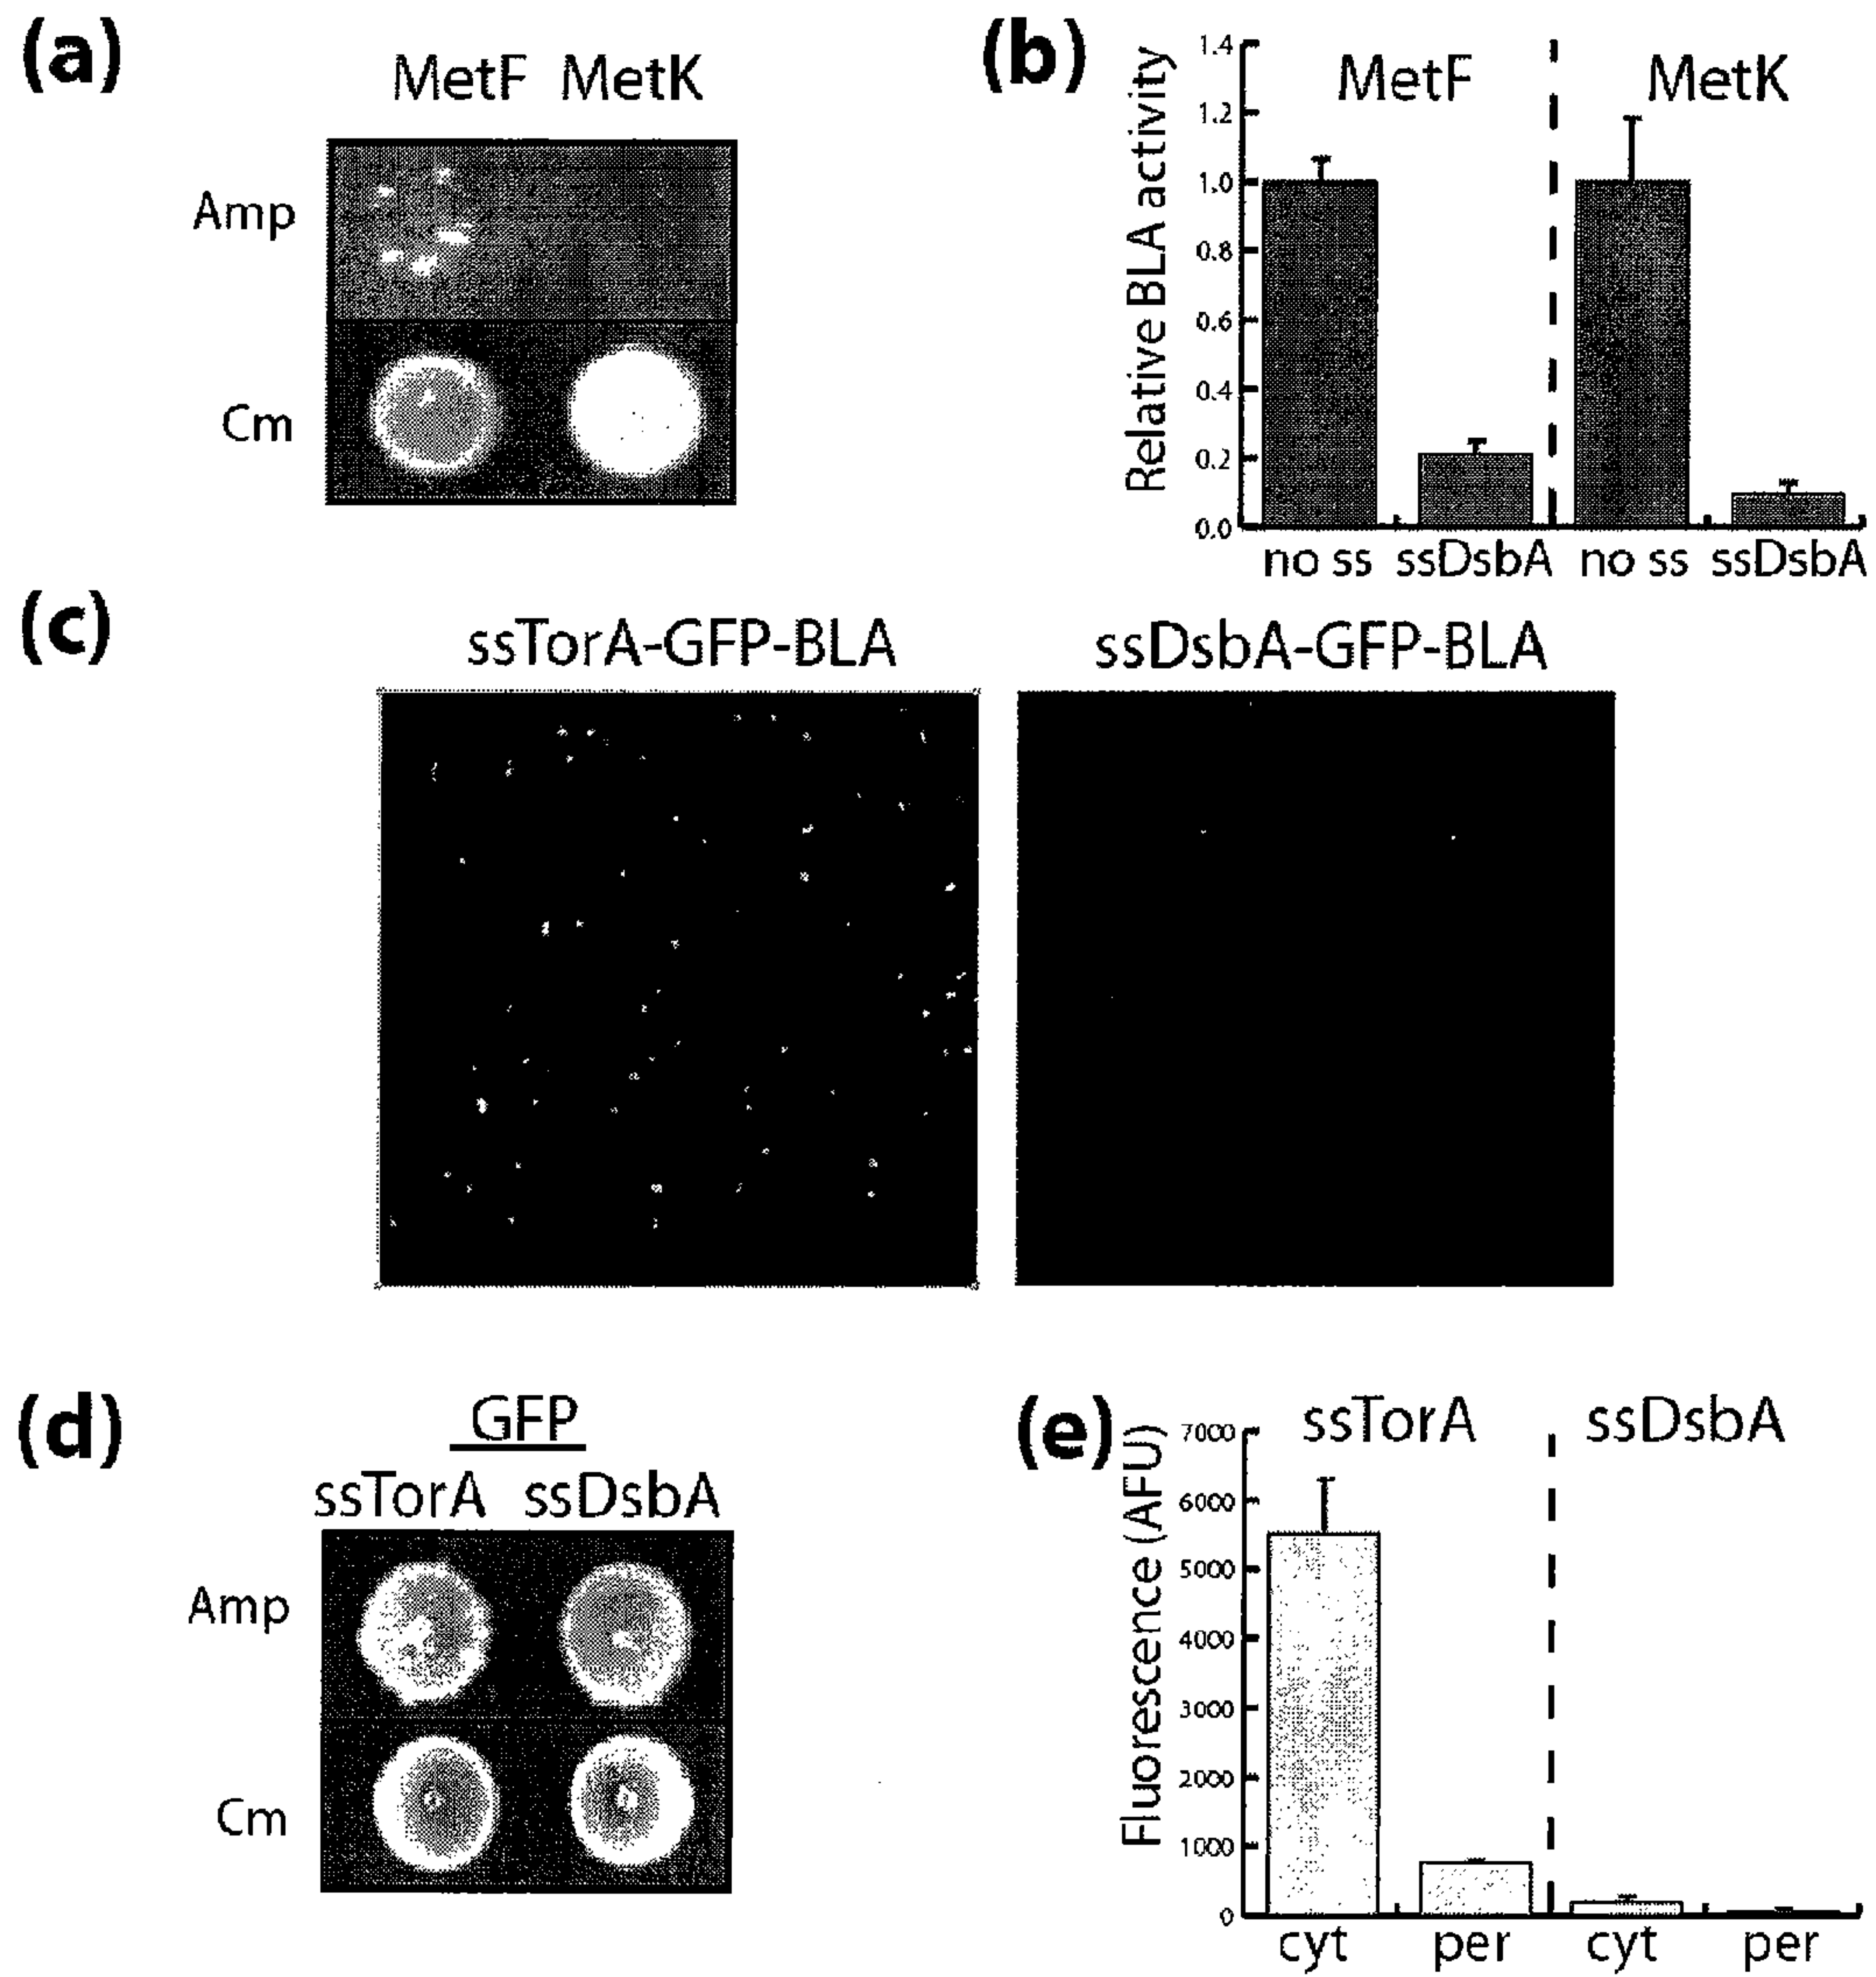 (a)
MetF MetK
Amp
Cm
(b)
Relative BLA activity
1.4
1.2
1.0
0.8
0.6
0.4
0.2
0.0
MetF
MetK
no ss ssDsbA no ss ssDsbA
(c)
ssTorA-GFP-BLA ssDsbA-GFP-BLA
(d)
GFP
ssTorA ssDsbA
Amp
Cm
(e)
Fluorescence (AFU)
7000
6000
5000
4000
3000
2000
1000
0
ssTorA ssDsbA
cyt per cyt per